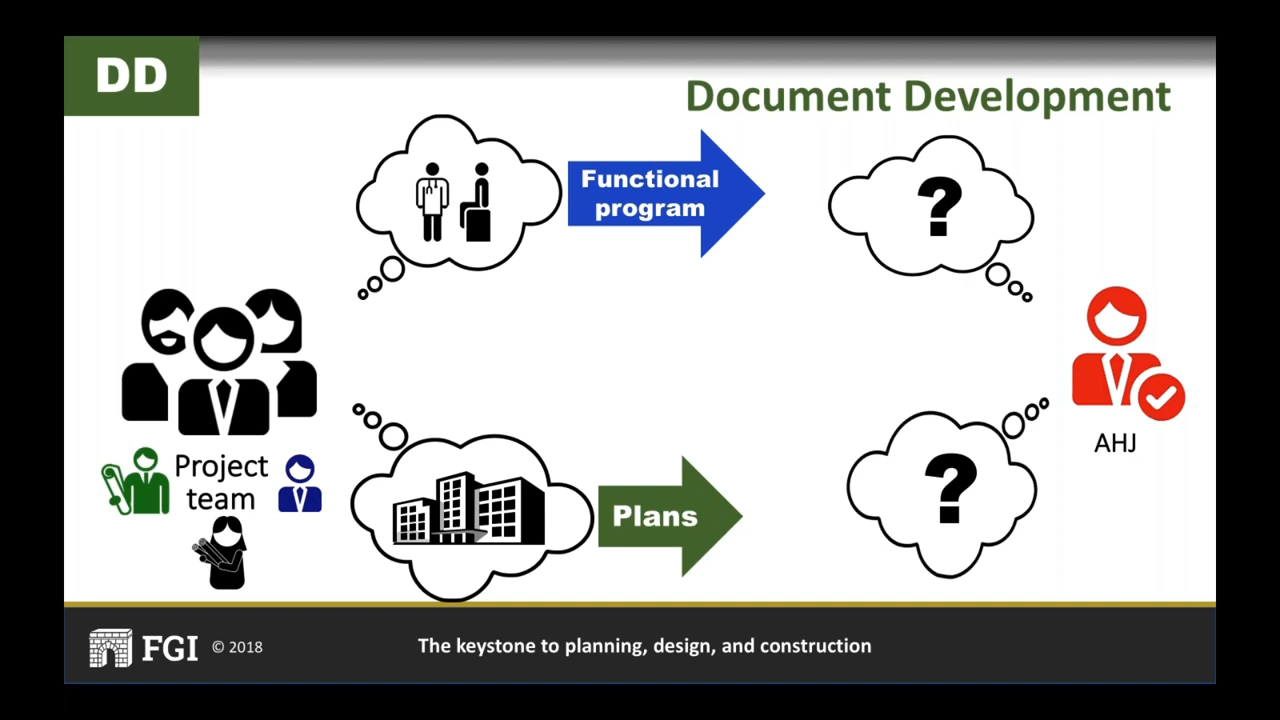 DD
Document Development
Functional
program
?
?
Project
team
AHJ
Plans
?
FGI © 2018
The keystone to planning, design, and construction